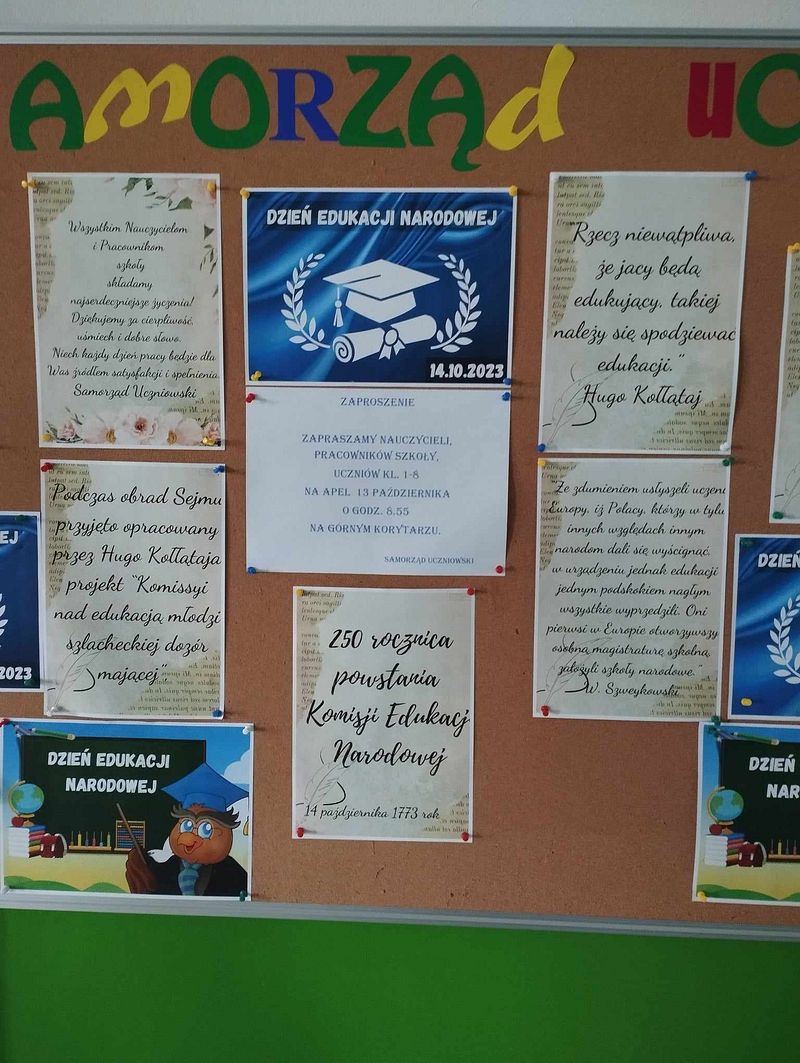 AMORZĄd UC
Wszystkim Nauczycielom
i Pracownikom
szkoły
składamy
najserdeczniejsze życzenia!
Dziękujemy za cierpliwość,
uśmiech i dobre słowo.
Niech każdy dzień pracy będzie dla
Was źródłem satysfakcji i spełnienia.
Samorząd Uczniowski
DZIEŃ EDUKACJI NARODOWEJ
14.10.2023
ZAPROSZENIE
ZAPRASZAMY NAUCZYCIELI,
PRACOWNIKÓW SZKOŁY,
UCZNIÓW KL. 1-8
NA APEL 13 PAŹDZIERNIKA
O GODZ. 8.55
NA GÓRNYM KORYTARZU.
SAMORZĄD UCZNIOWSKI
"Rzecz niewątpliwa,
że jacy będą
edukujący, takiej
należy się spodziewać
edukacji."
Hugo Kołłątaj
Podczas obrad Sejmu
przyjęto opracowany
przez Hugo Kołłątaja
projekt "Komissyi
nad edukacją młodzi
szlacheckiej dozór
mającej"
250 rocznica
powstania
Komisji Edukacj
Narodowej
14 października 1773 rok
"Ze zdumieniem usłyszeli uczeni
Europy, iż Polacy, którzy w tylu
innych względach innym
narodom dali się wyścignąć,
w urządzeniu jednak edukacji
jednym podskokiem nagłym
wszystkie wyprzedzili. Oni
pierwsi w Europie otworzywszy
osobną magistraturę szkolną,
założyli szkoły narodowe."
W. Szweykowski
EJ
2023
DZIEŃ
DZIEŃ EDUKACJI
NARODOWEJ
DZIEŃ
NAR